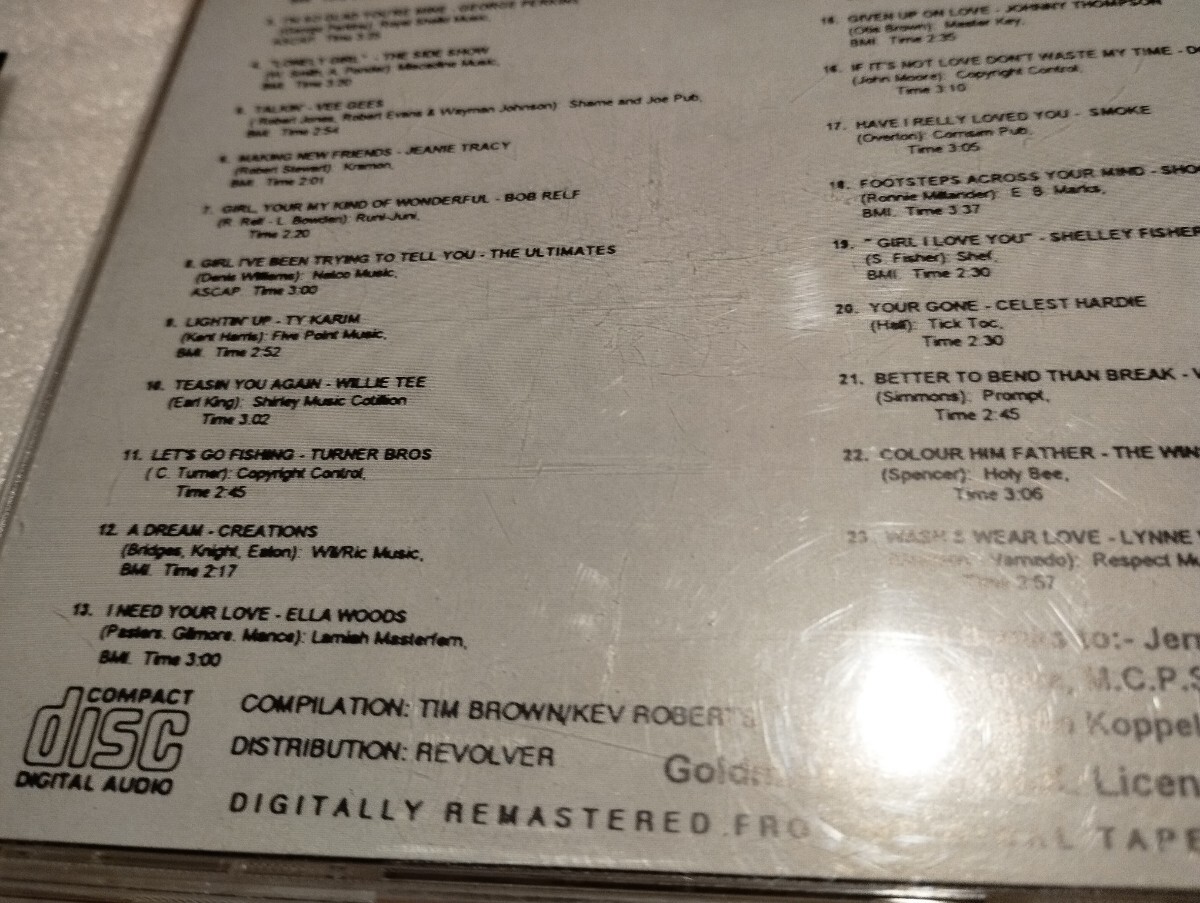 3. I'M SO GLAD YOU'RE MINE - GEORGE PERKINS
Music,
ASCAP Time 3:25
4. "LONELY GIRL" - THE SIDE SHOW
(W. Smith, A. Pender): Music,
BMI Time 2:20
5. TALKIN' - VEE GEES
(Robert Jones, Robert Evans & Wayman Johnson): Shame and Joe Pub,
BMI. Time 2:54
6. MAKING NEW FRIENDS - JEANIE TRACY
(Robert Stewart): Kramon,
BMI. Time 2:01
7. GIRL, YOUR MY KIND OF WONDERFUL - BOB RELF
(R. Relf - L. Bowden): Runi-Juni,
Time 2:20
8. GIRL I'VE BEEN TRYING TO TELL YOU - THE ULTIMATES
(Denis Williams): Nelco Music,
ASCAP. Time 3:00
9. LIGHTIN' UP - TY KARIM
(Kent Harris): Five Point Music,
BMI. Time 2:52
10. TEASIN YOU AGAIN - WILLIE TEE
(Earl King): Shirley Music Cotillion
Time 3.02
11. LET'S GO FISHING - TURNER BROS
( C. Turner): Copyright Control,
Time 2:45
12. A DREAM - CREATIONS
(Bridges, Knight, Eaton): Wil/Ric Music,
BMI. Time 2:17
13. I NEED YOUR LOVE - ELLA WOODS
(Pasters, Gilmore, Mance): Lamiah Masterfem,
BMI. Time 3:00
15. GIVEN UP ON LOVE - JOHNNY THOMPSON
(Otis Brown): Master Key,
BMI. Time 2:35
16. IF IT'S NOT LOVE DON'T WASTE MY TIME -
(John Moore): Copyright Control,
Time 3:10
17. HAVE I RELLY LOVED YOU - SMOKE
(Overton): Corrisum Pub,
Time 3:05
18. FOOTSTEPS ACROSS YOUR MIND -
(Ronnie Millander): E. B. Marks,
BMI. Time 3:37
19. " GIRL I LOVE YOU" - SHELLEY FISHER
(S. Fisher): Shef,
BMI. Time 2:30
20. YOUR GONE - CELEST HARDIE
(Hall): Tick Toc,
Time 2:30
21. BETTER TO BEND THAN BREAK -
(Simmons): Prompt,
Time 2:45
22. COLOUR HIM FATHER - THE WIN
(Spencer): Holy Bee,
Time 3:06
23. WASH & WEAR LOVE - LYNNE
Yarnado): Respect
Time 2:57
COMPACT
disc
DIGITAL AUDIO
COMPILATION: TIM BROWN/KEV ROBERTS
DISTRIBUTION: REVOLVER
DIGITALLY REMASTERED FRO
to:- Jen
M.C.P.S
Koppel
Licen
TAPE